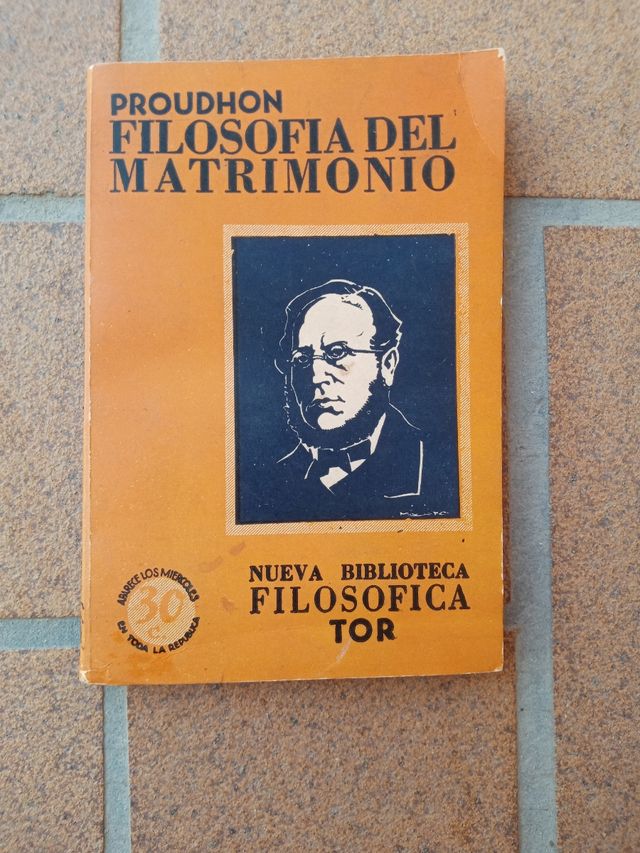 PROUDHON
FILOSOFIA DEL
MATRIMONIO
APARECE LOS MIERCOLES
30
C.
EN TODA LA REPUBLICA
NUEVA BIBLIOTECA
FILOSOFICA
TOR